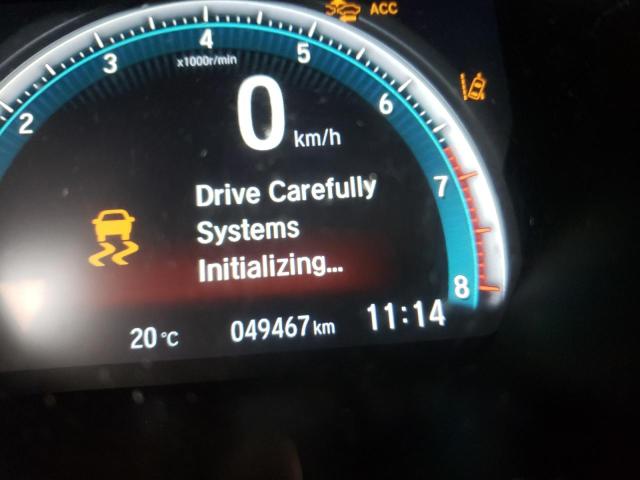 ACC
4
3
5
x1000r/min
2
6
0 km/h
7
Drive Carefully
Systems
Initializing...
8
20 °C
049467 km
11:14